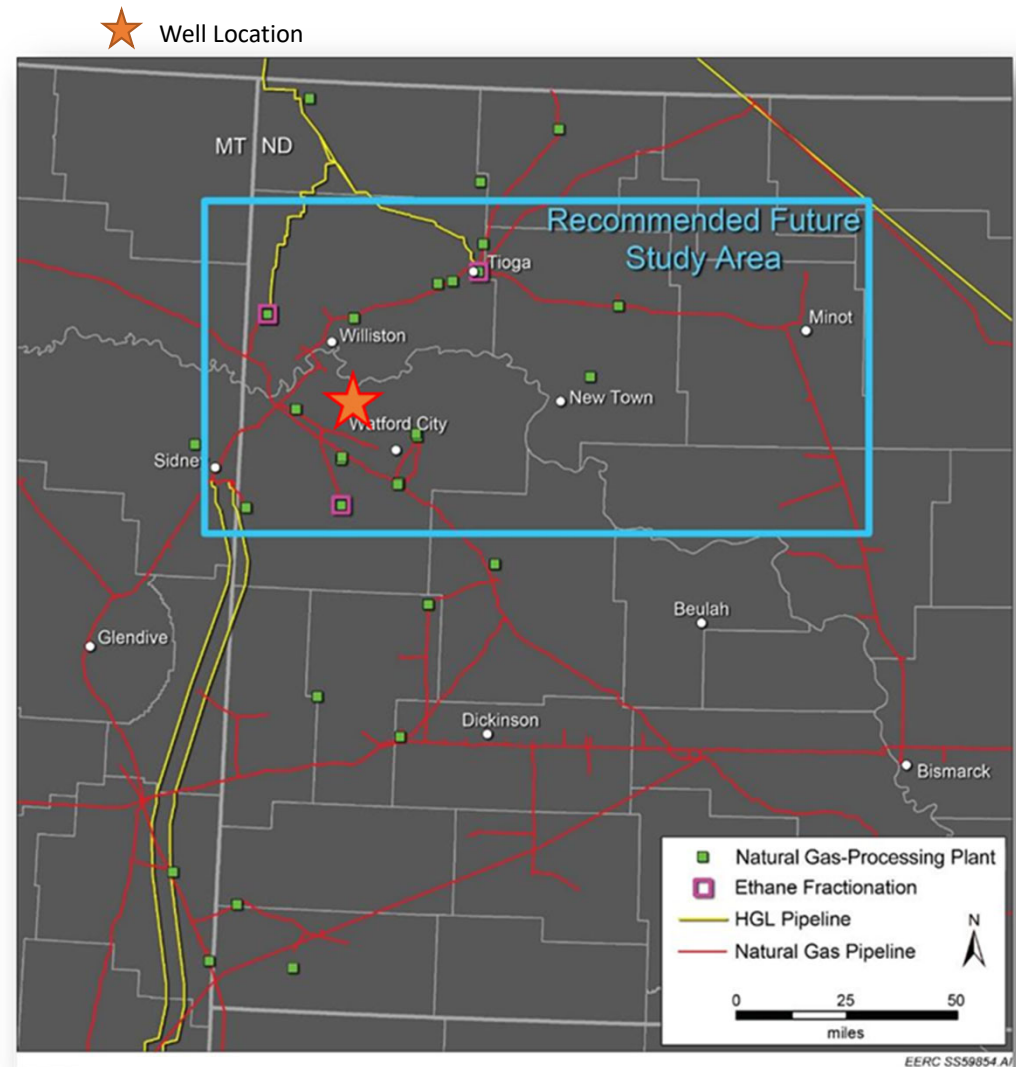 Well Location
MT ND
Recommended Future
Study Area
Tioga
Minot
Williston
New Town
Watford City
Sidney
Beulah
Glendive
Dickinson
Bismarck
Natural Gas-Processing Plant
Ethane Fractionation
HGL Pipeline
Natural Gas Pipeline
N
0 25 50
miles
EERC SS59854.AI